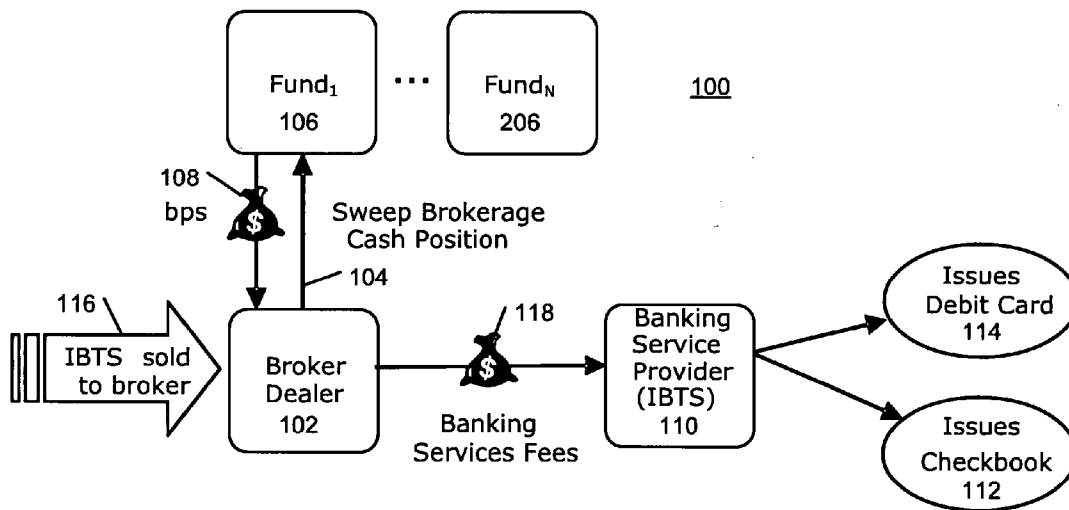 Fund₁
106
...
Fund_N
206
100
108
bps
$
Sweep Brokerage
Cash Position
104
116
IBTS sold
to broker
Broker
Dealer
102
118
$
Banking
Services Fees
Banking
Service
Provider
(IBTS)
110
Issues
Debit Card
114
Issues
Checkbook
112